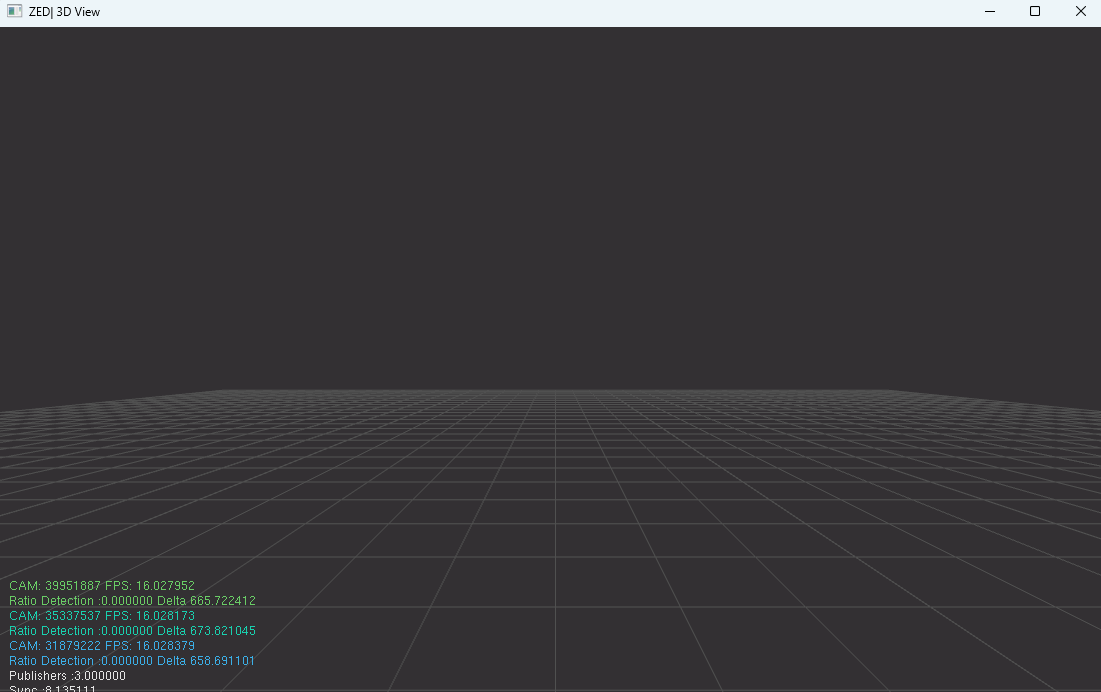 ZED| 3D View
CAM: 39951887 FPS: 16.027952
Ratio Detection :0.000000 Delta 665.722412
CAM: 35337537 FPS: 16.028173
Ratio Detection :0.000000 Delta 673.821045
CAM: 31879222 FPS: 16.028379
Ratio Detection :0.000000 Delta 658.691101
Publishers :3.000000
Sync :8.135111